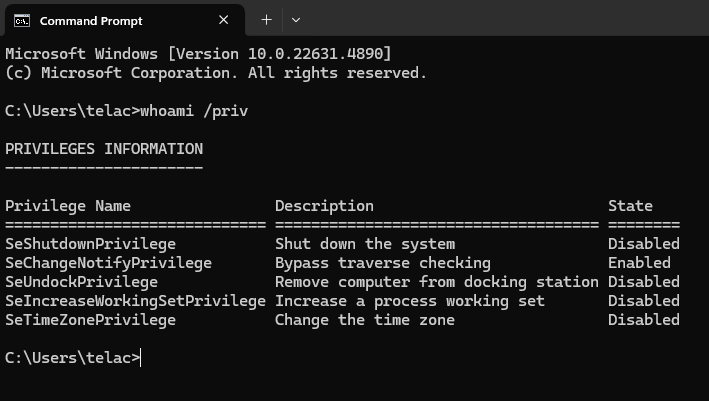 Command Prompt
Microsoft Windows [Version 10.0.22631.4890]
(c) Microsoft Corporation. All rights reserved.
C:\Users\telac>whoami /priv
PRIVILEGES INFORMATION
----------------------
Privilege Name                Description                          State
============================= ==================================== ========
SeShutdownPrivilege           Shut down the system                 Disabled
SeChangeNotifyPrivilege       Bypass traverse checking             Enabled
SeUndockPrivilege             Remove computer from docking station Disabled
SeIncreaseWorkingSetPrivilege Increase a process working set       Disabled
SeTimeZonePrivilege           Change the time zone                 Disabled
C:\Users\telac>